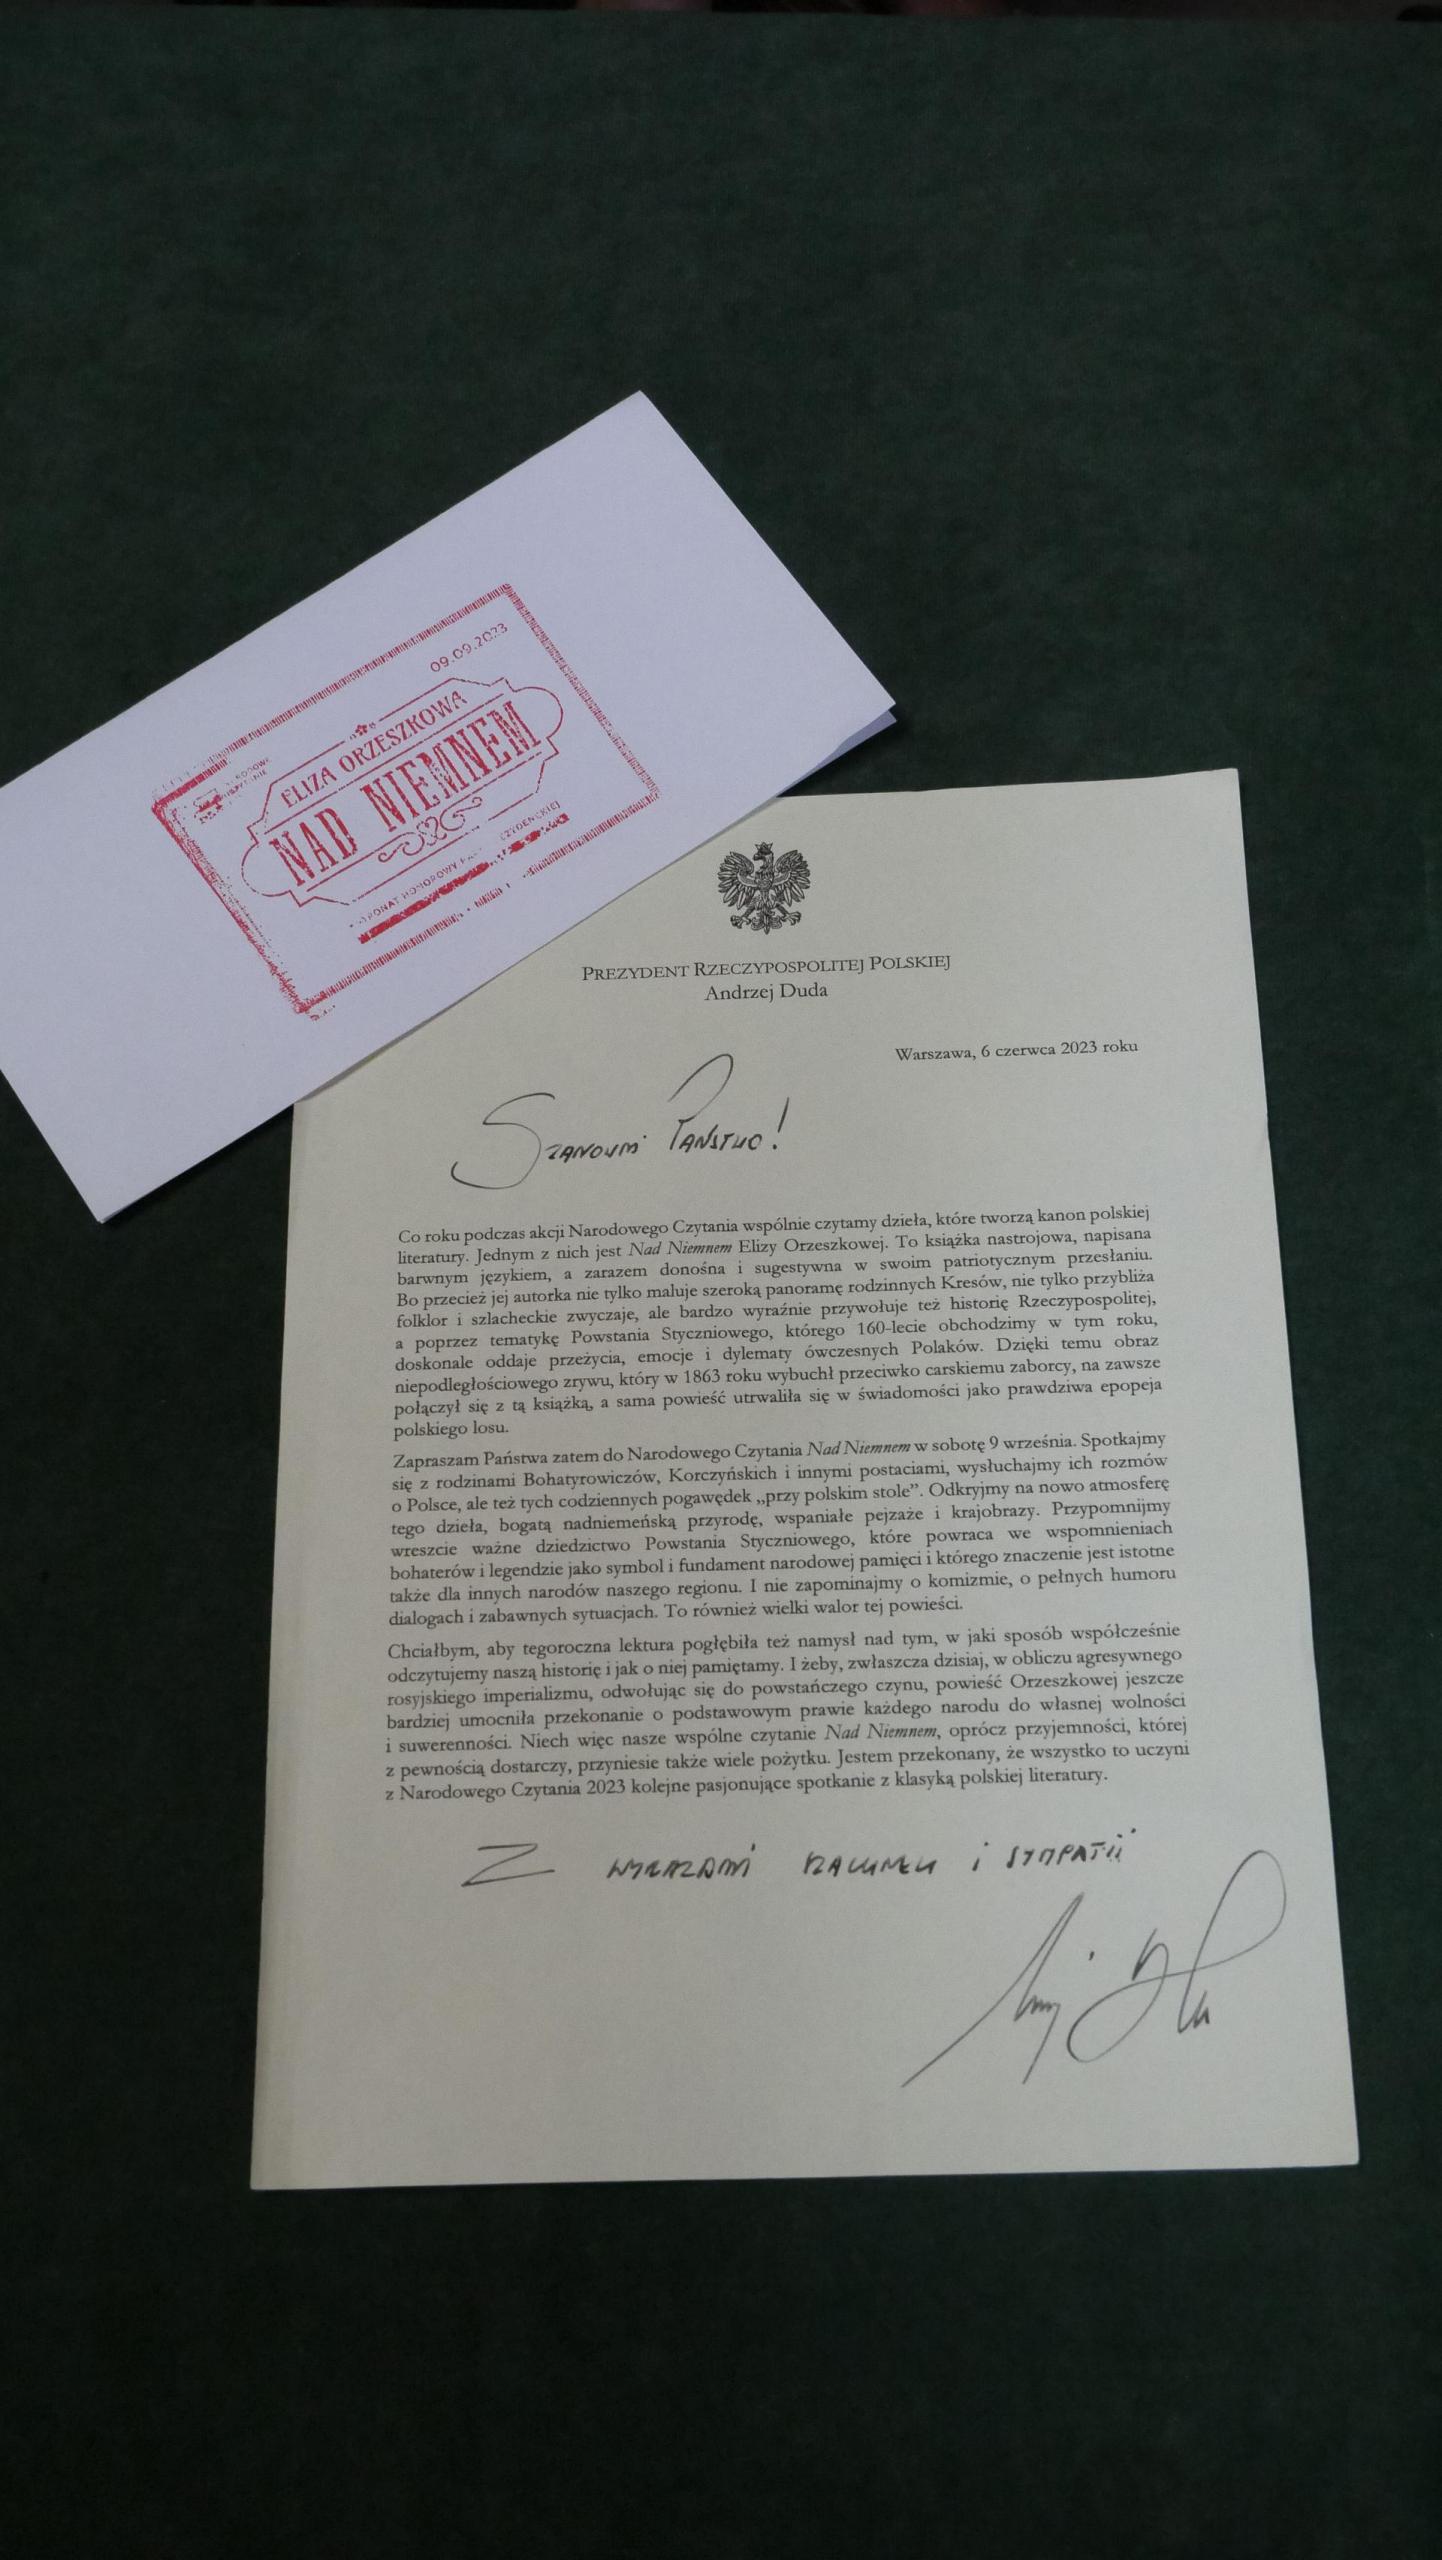 09.09.2023
ELIZA ORZESZKOWA
NAD NIEMNEM
HONOROWY
PREZYDENT RZECZYPOSPOLITEJ POLSKIEJ
Andrzej Duda
Warszawa, 6 czerwca 2023 roku
Szanowni Państwo!
Co roku podczas akcji Narodowego Czytania wspólnie czytamy dzieła, które tworzą kanon polskiej
literatury. Jednym z nich jest Nad Niemnem Elizy Orzeszkowej. To książka nastrojowa, napisana
barwnym językiem, a zarazem donośna i sugestywna w swoim patriotycznym przesłaniu.
Bo przecież jej autorka nie tylko maluje szeroką panoramę rodzinnych Kresów, nie tylko przybliża
folklor i szlacheckie zwyczaje, ale bardzo wyraźnie przywołuje też historię Rzeczypospolitej,
a poprzez tematykę Powstania Styczniowego, którego 160-lecie obchodzimy w tym roku,
doskonale oddaje przeżycia, emocje i dylematy ówczesnych Polaków. Dzięki temu obraz
niepodległościowego zrywu, który w 1863 roku wybuchł przeciwko carskiemu zaborcy, na zawsze
połączył się z tą książką, a sama powieść utrwaliła się w świadomości jako prawdziwa epopeja
polskiego losu.
Zapraszam Państwa zatem do Narodowego Czytania Nad Niemnem w sobotę 9 września. Spotkajmy
się z rodzinami Bohatyrowiczów, Korczyńskich i innymi postaciami, wysłuchajmy ich rozmów
o Polsce, ale też tych codziennych pogawędek „przy polskim stole”. Odkryjmy na nowo atmosferę
tego dzieła, bogatą nadniemeńską przyrodę, wspaniałe pejzaże i krajobrazy. Przypomnijmy
wreszcie ważne dziedzictwo Powstania Styczniowego, które powraca we wspomnieniach
bohaterów i legendzie jako symbol i fundament narodowej pamięci i którego znaczenie jest istotne
także dla innych narodów naszego regionu. I nie zapominajmy o komizmie, o pełnych humoru
dialogach i zabawnych sytuacjach. To również wielki walor tej powieści.
Chciałbym, aby tegoroczna lektura pogłębiła też namysł nad tym, w jaki sposób współcześnie
odczytujemy naszą historię i jak o niej pamiętamy. I żeby, zwłaszcza dzisiaj, w obliczu agresywnego
rosyjskiego imperializmu, odwołując się do powstańczego czynu, powieść Orzeszkowej jeszcze
bardziej umocniła przekonanie o podstawowym prawie każdego narodu do własnej wolności
i suwerenności. Niech więc nasze wspólne czytanie Nad Niemnem, oprócz przyjemności, której
z pewnością dostarczy, przyniesie także wiele pożytku. Jestem przekonany, że wszystko to uczyni
z Narodowego Czytania 2023 kolejne pasjonujące spotkanie z klasyką polskiej literatury.
Z wyrazami szacunku i sympatii